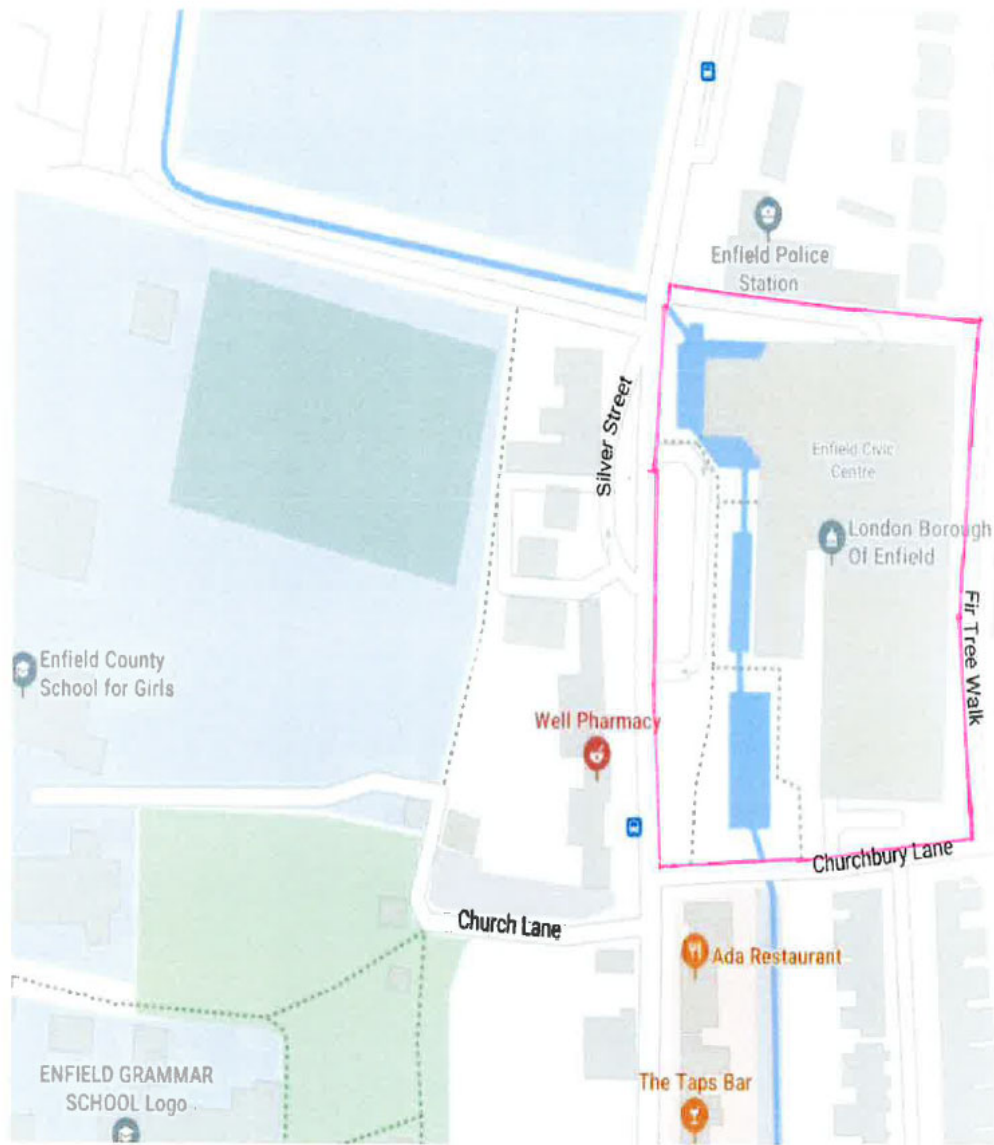 Enfield Police
Station
Silver Street
Enfield Civic
Centre
London Borough
Of Enfield
Fir Tree Walk
Enfield County
School for Girls
Well Pharmacy
Churchbury Lane
Church Lane
Ada Restaurant
ENFIELD GRAMMAR
SCHOOL Logo
The Taps Bar